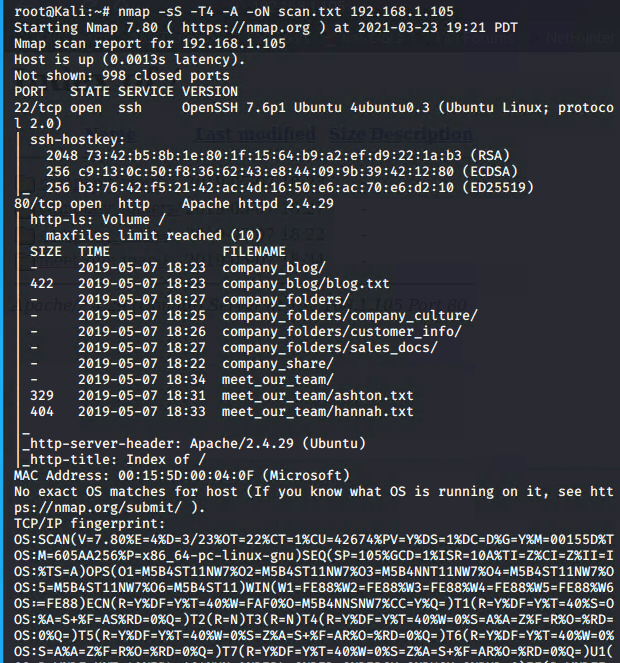 root@Kali:~# nmap -sS -T4 -A -oN scan.txt 192.168.1.105
Starting Nmap 7.80 ( https://nmap.org ) at 2021-03-23 19:21 PDT
Nmap scan report for 192.168.1.105
Host is up (0.0013s latency).
Not shown: 998 closed ports
PORT   STATE SERVICE VERSION
22/tcp open  ssh     OpenSSH 7.6p1 Ubuntu 4ubuntu0.3 (Ubuntu Linux; protoco
l 2.0)
| ssh-hostkey:
|   2048 73:42:b5:8b:1e:80:1f:15:64:b9:a2:ef:d9:22:1a:b3 (RSA)
|   256 c9:13:0c:50:f8:36:62:43:e8:44:09:9b:39:42:12:80 (ECDSA)
|_  256 b3:76:42:f5:21:42:ac:4d:16:50:e6:ac:70:e6:d2:10 (ED25519)
80/tcp open  http    Apache httpd 2.4.29
| http-ls: Volume /
|   maxfiles limit reached (10)
| SIZE  TIME              FILENAME
| -     2019-05-07 18:23  company_blog/
| 422   2019-05-07 18:23  company_blog/blog.txt
| -     2019-05-07 18:27  company_folders/
| -     2019-05-07 18:25  company_folders/company_culture/
| -     2019-05-07 18:26  company_folders/customer_info/
| -     2019-05-07 18:27  company_folders/sales_docs/
| -     2019-05-07 18:22  company_share/
| -     2019-05-07 18:34  meet_our_team/
| 329   2019-05-07 18:31  meet_our_team/ashton.txt
| 404   2019-05-07 18:33  meet_our_team/hannah.txt
|_
|_http-server-header: Apache/2.4.29 (Ubuntu)
|_http-title: Index of /
MAC Address: 00:15:5D:00:04:0F (Microsoft)
No exact OS matches for host (If you know what OS is running on it, see htt
ps://nmap.org/submit/ ).
TCP/IP fingerprint:
OS:SCAN(V=7.80%E=4%D=3/23%OT=22%CT=1%CU=42674%PV=Y%DS=1%DC=D%G=Y%M=00155D%T
OS:M=605AA256%P=x86_64-pc-linux-gnu)SEQ(SP=105%GCD=1%ISR=10A%TI=Z%CI=Z%II=I
OS:%TS=A)OPS(O1=M5B4ST11NW7%O2=M5B4ST11NW7%O3=M5B4NNT11NW7%O4=M5B4ST11NW7%O
OS:5=M5B4ST11NW7%O6=M5B4ST11)WIN(W1=FE88%W2=FE88%W3=FE88%W4=FE88%W5=FE88%W6
OS:=FE88)ECN(R=Y%DF=Y%T=40%W=FAF0%O=M5B4NNSNW7%CC=Y%Q=)T1(R=Y%DF=Y%T=40%S=O
OS:%A=S+%F=AS%RD=0%Q=)T2(R=N)T3(R=N)T4(R=Y%DF=Y%T=40%W=0%S=A%A=Z%F=R%O=%RD=
OS:0%Q=)T5(R=Y%DF=Y%T=40%W=0%S=Z%A=S+%F=AR%O=%RD=0%Q=)T6(R=Y%DF=Y%T=40%W=0%
OS:S=A%A=Z%F=R%O=%RD=0%Q=)T7(R=Y%DF=Y%T=40%W=0%S=Z%A=S+%F=AR%O=%RD=0%Q=)U1(